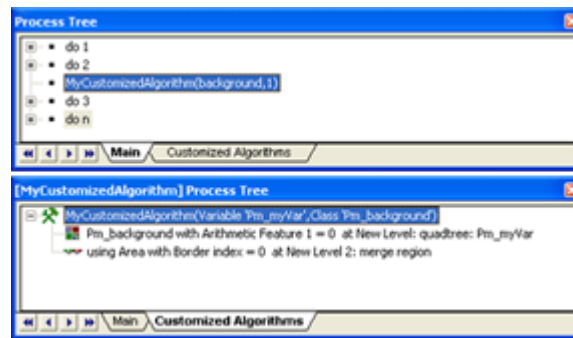 Process Tree
do 1
do 2
MyCustomizedAlgorithm(background,1)
do 3
do n
Main Customized Algorithms
[MyCustomizedAlgorithm] Process Tree
MyCustomizedAlgorithm(Variable 'Pm_myVar',Class 'Pm_background')
Pm_background with Arithmetic Feature 1 = 0 at New Level: quadtree: Pm_myVar
using Area with Border index = 0 at New Level 2: merge region
Main Customized Algorithms